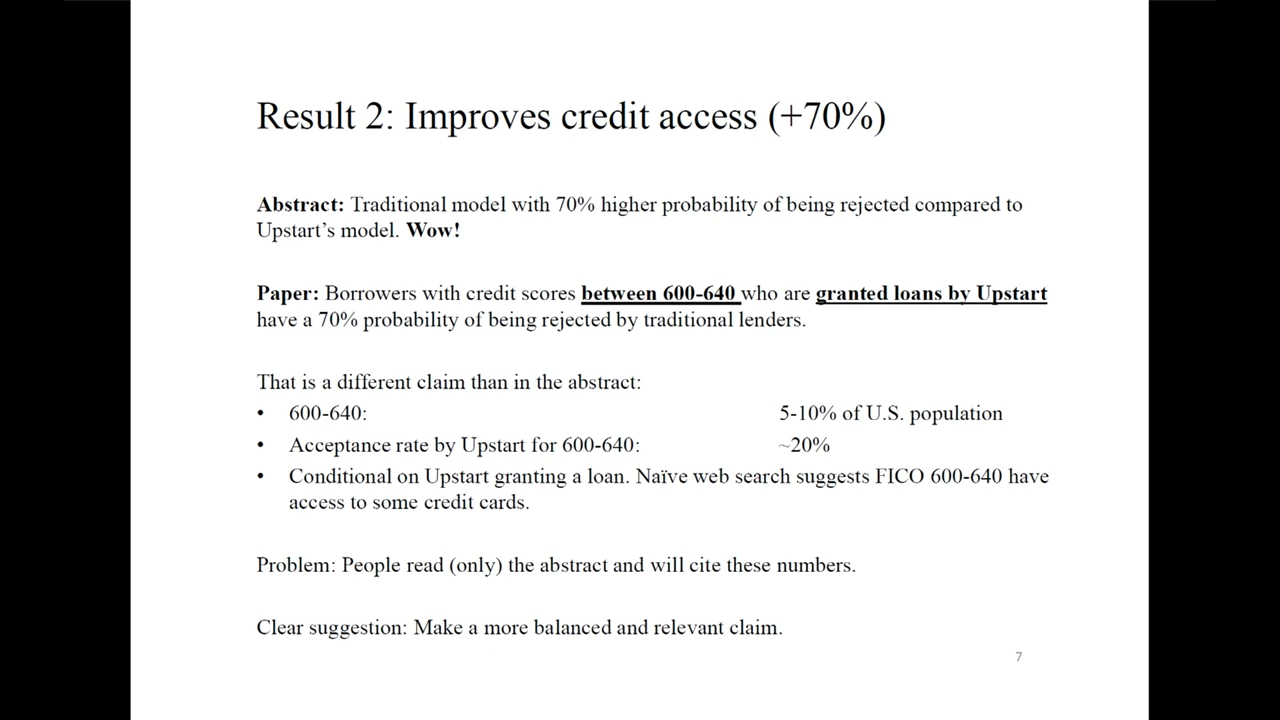 Result 2: Improves credit access (+70%)
Abstract: Traditional model with 70% higher probability of being rejected compared to
Upstart’s model. Wow!
Paper: Borrowers with credit scores between 600-640 who are granted loans by Upstart
have a 70% probability of being rejected by traditional lenders.
That is a different claim than in the abstract:
• 600-640: 5-10% of U.S. population
• Acceptance rate by Upstart for 600-640: ~20%
• Conditional on Upstart granting a loan. Naïve web search suggests FICO 600-640 have
access to some credit cards.
Problem: People read (only) the abstract and will cite these numbers.
Clear suggestion: Make a more balanced and relevant claim.
7